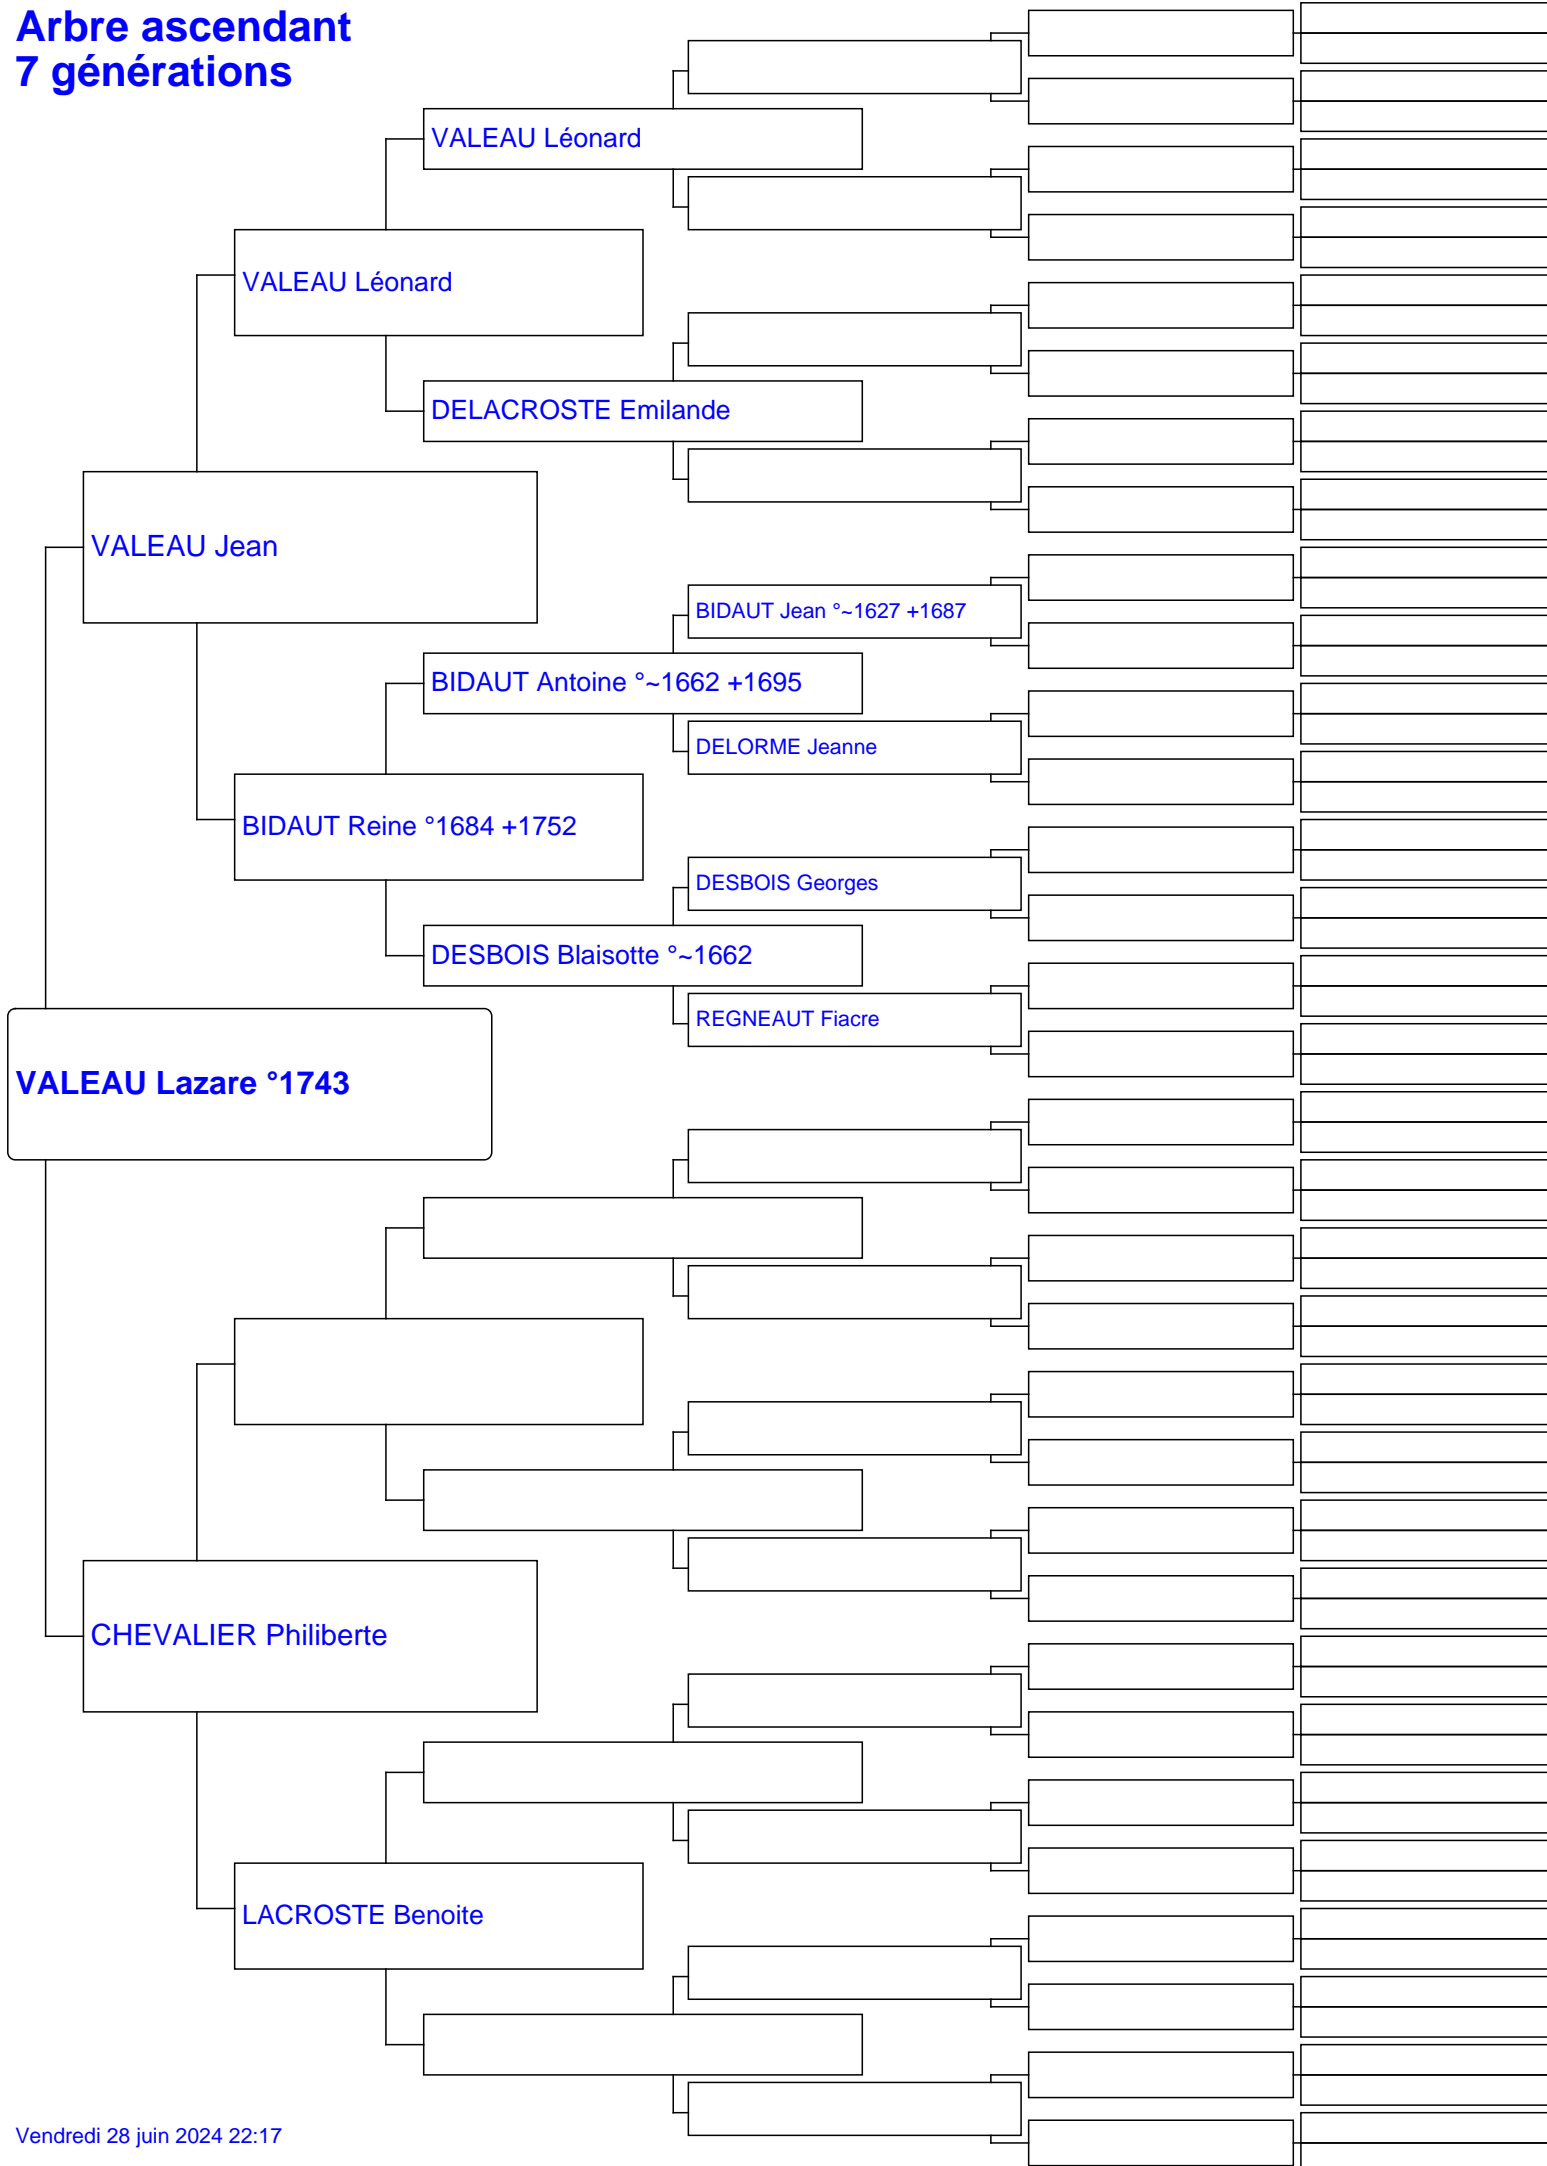 Arbre ascendant
7 générations
VALEAU Léonard
VALEAU Léonard
DELACROSTE Emilande
VALEAU Jean
BIDAUT Jean °~1627 +1687
BIDAUT Antoine °~1662 +1695
DELORME Jeanne
BIDAUT Reine °1684 +1752
DESBOIS Georges
DESBOIS Blaisotte °~1662
REGNEAUT Fiacre
VALEAU Lazare °1743
CHEVALIER Philiberte
LACROSTE Benoite
Vendredi 28 juin 2024 22:17